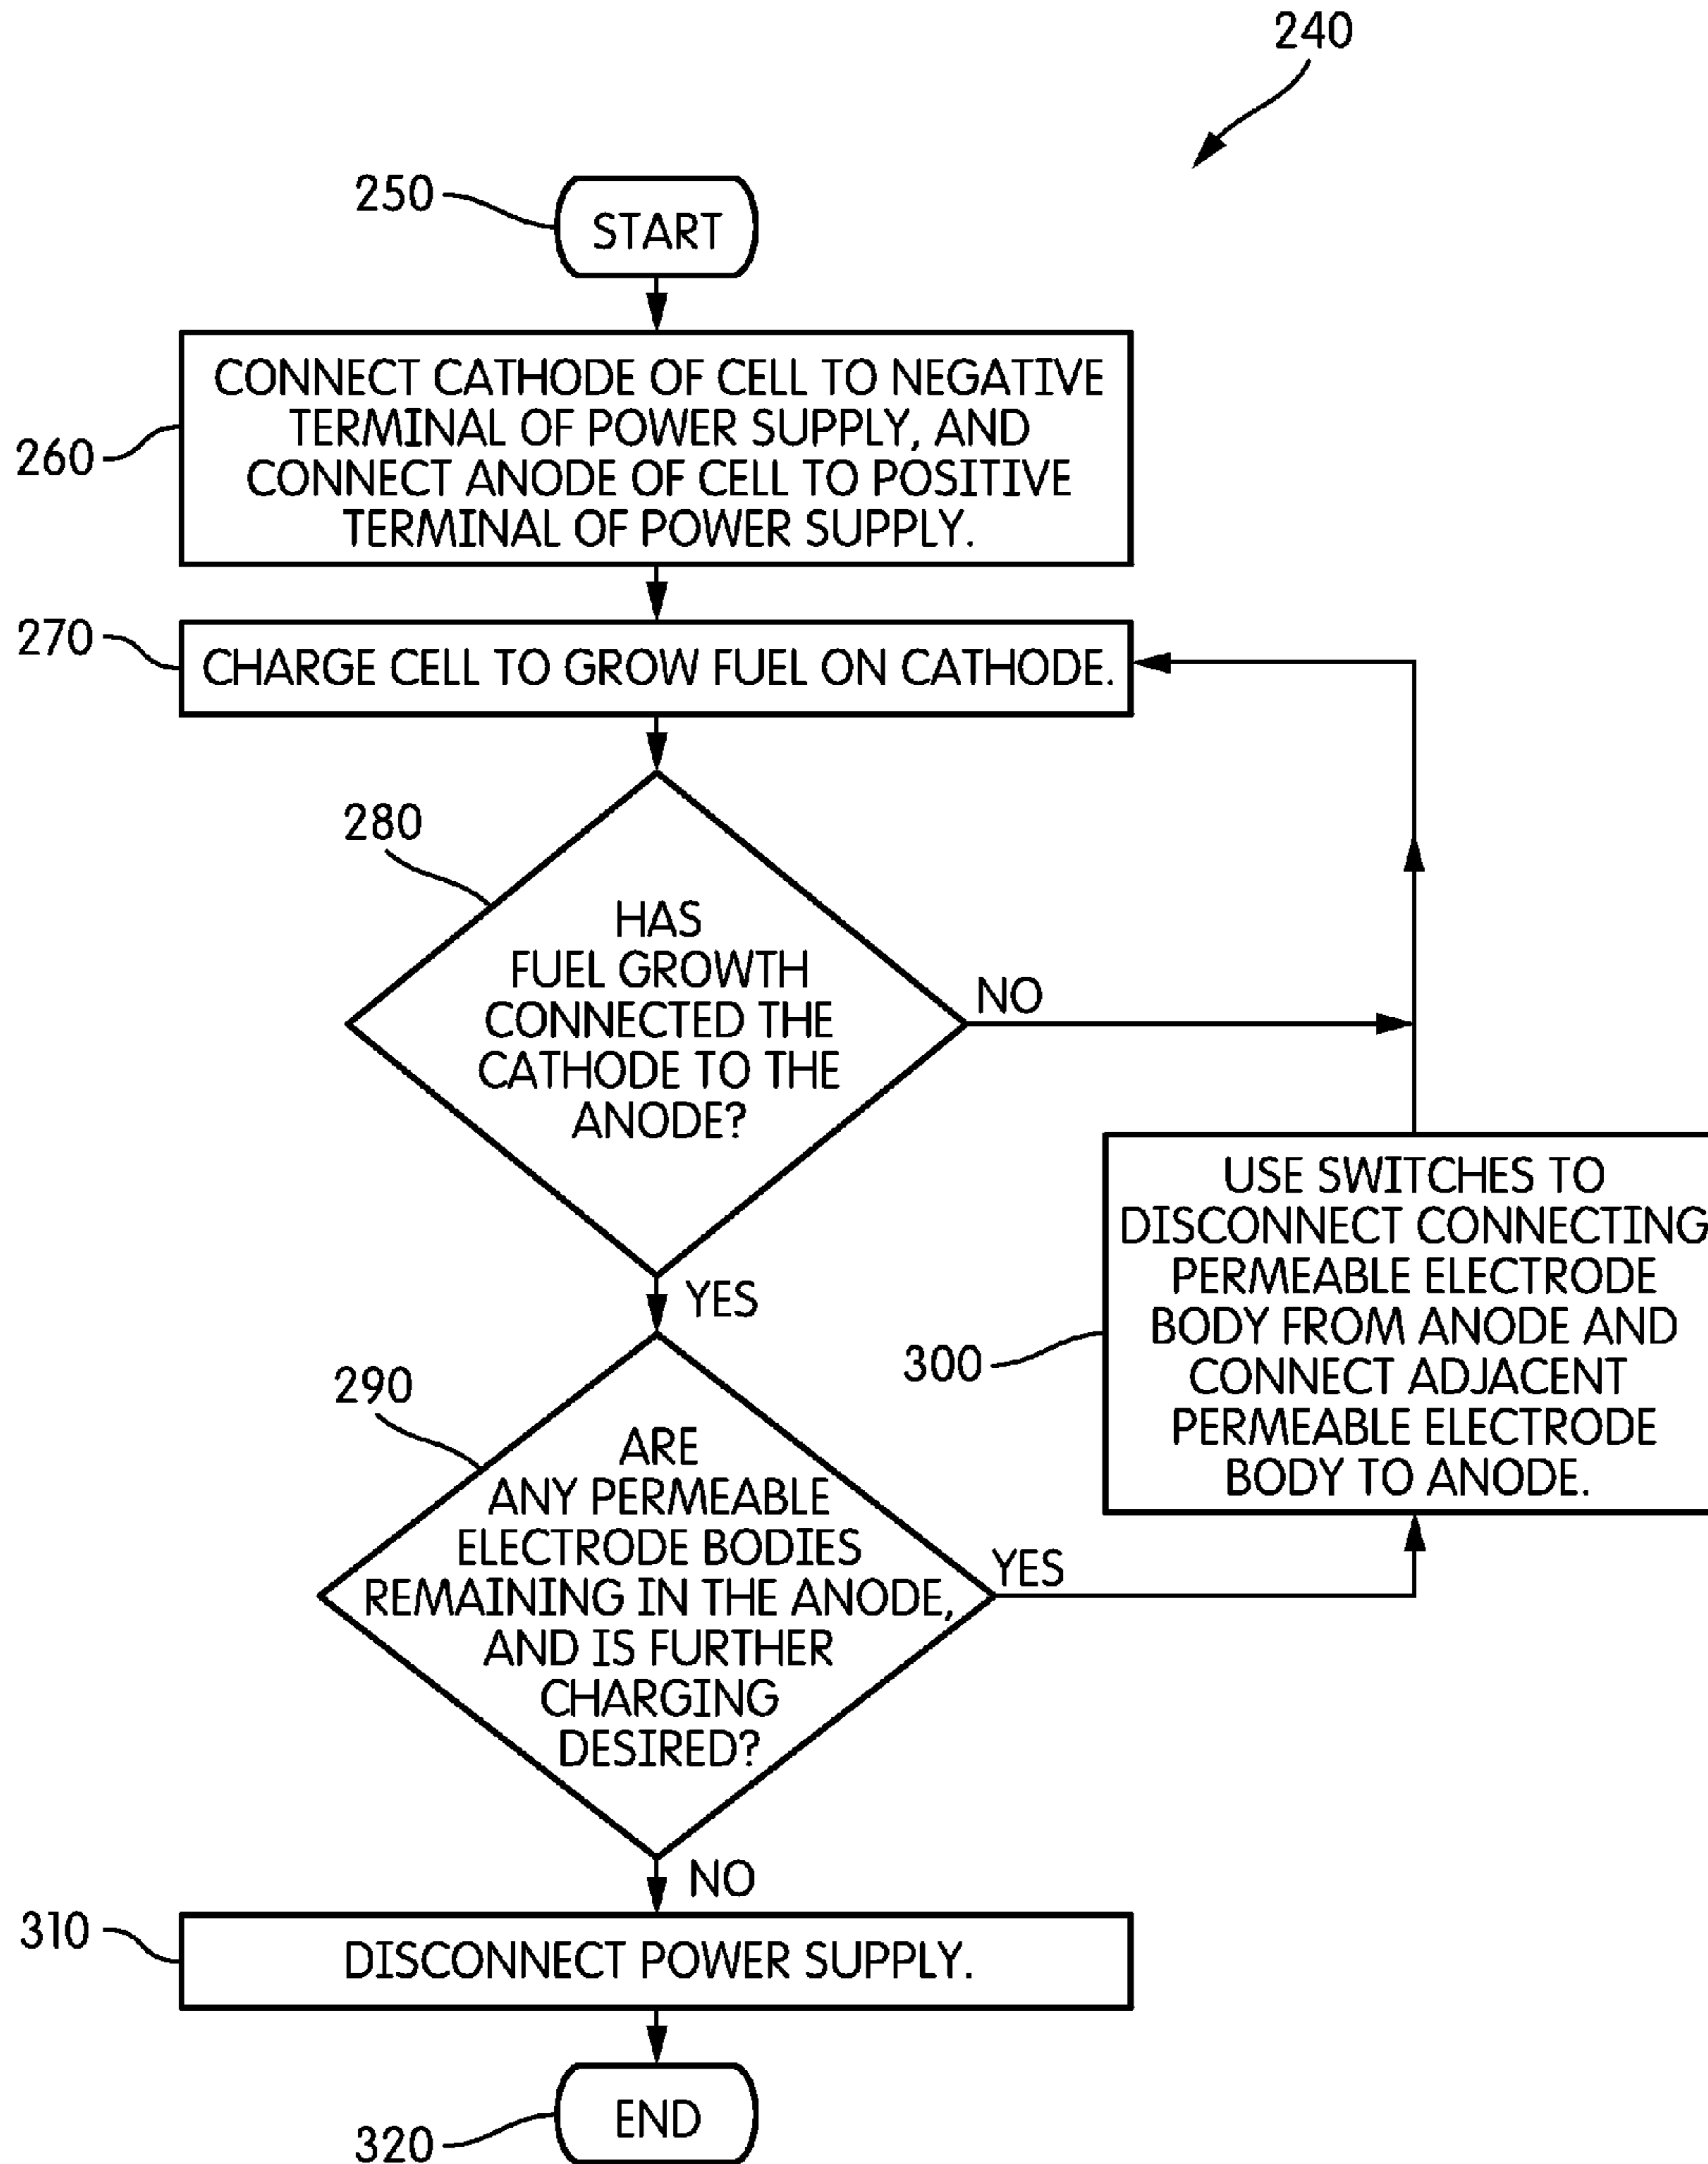 240
250
START
CONNECT CATHODE OF CELL TO NEGATIVE
TERMINAL OF POWER SUPPLY, AND
CONNECT ANODE OF CELL TO POSITIVE
TERMINAL OF POWER SUPPLY.
260
270
CHARGE CELL TO GROW FUEL ON CATHODE.
280
HAS
FUEL GROWTH
CONNECTED THE
CATHODE TO THE
ANODE?
NO
YES
USE SWITCHES TO
DISCONNECT CONNECTING
PERMEABLE ELECTRODE
BODY FROM ANODE AND
CONNECT ADJACENT
PERMEABLE ELECTRODE
BODY TO ANODE.
300
290
ARE
ANY PERMEABLE
ELECTRODE BODIES
REMAINING IN THE ANODE,
AND IS FURTHER
CHARGING
DESIRED?
YES
NO
310
DISCONNECT POWER SUPPLY.
END
320